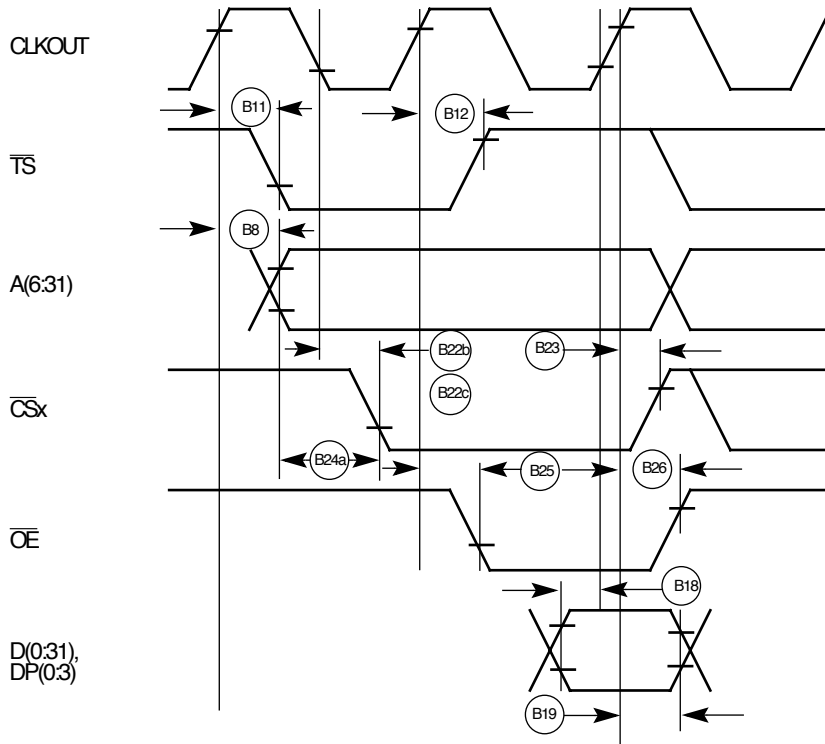 CLKOUT
B11
B12
TS
B8
A(6:31)
B22b
B23
B22c
CSx
B24a
B25
B26
OE
B18
D(0:31),
DP(0:3)
B19